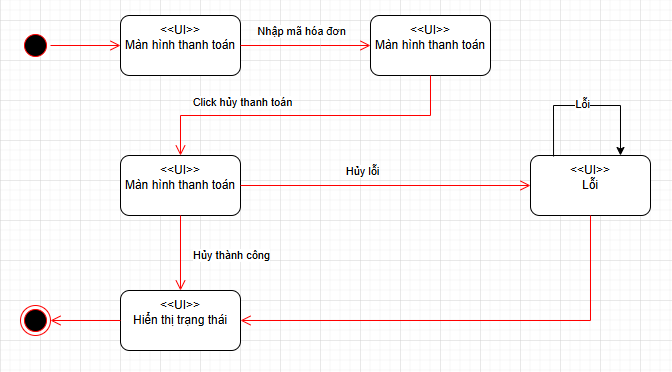 <<UI>>
Màn hình thanh toán
Nhập mã hóa đơn
<<UI>>
Màn hình thanh toán
Click hủy thanh toán
Lỗi
<<UI>>
Màn hình thanh toán
Hủy lỗi
<<UI>>
Lỗi
Hủy thành công
<<UI>>
Hiển thị trạng thái